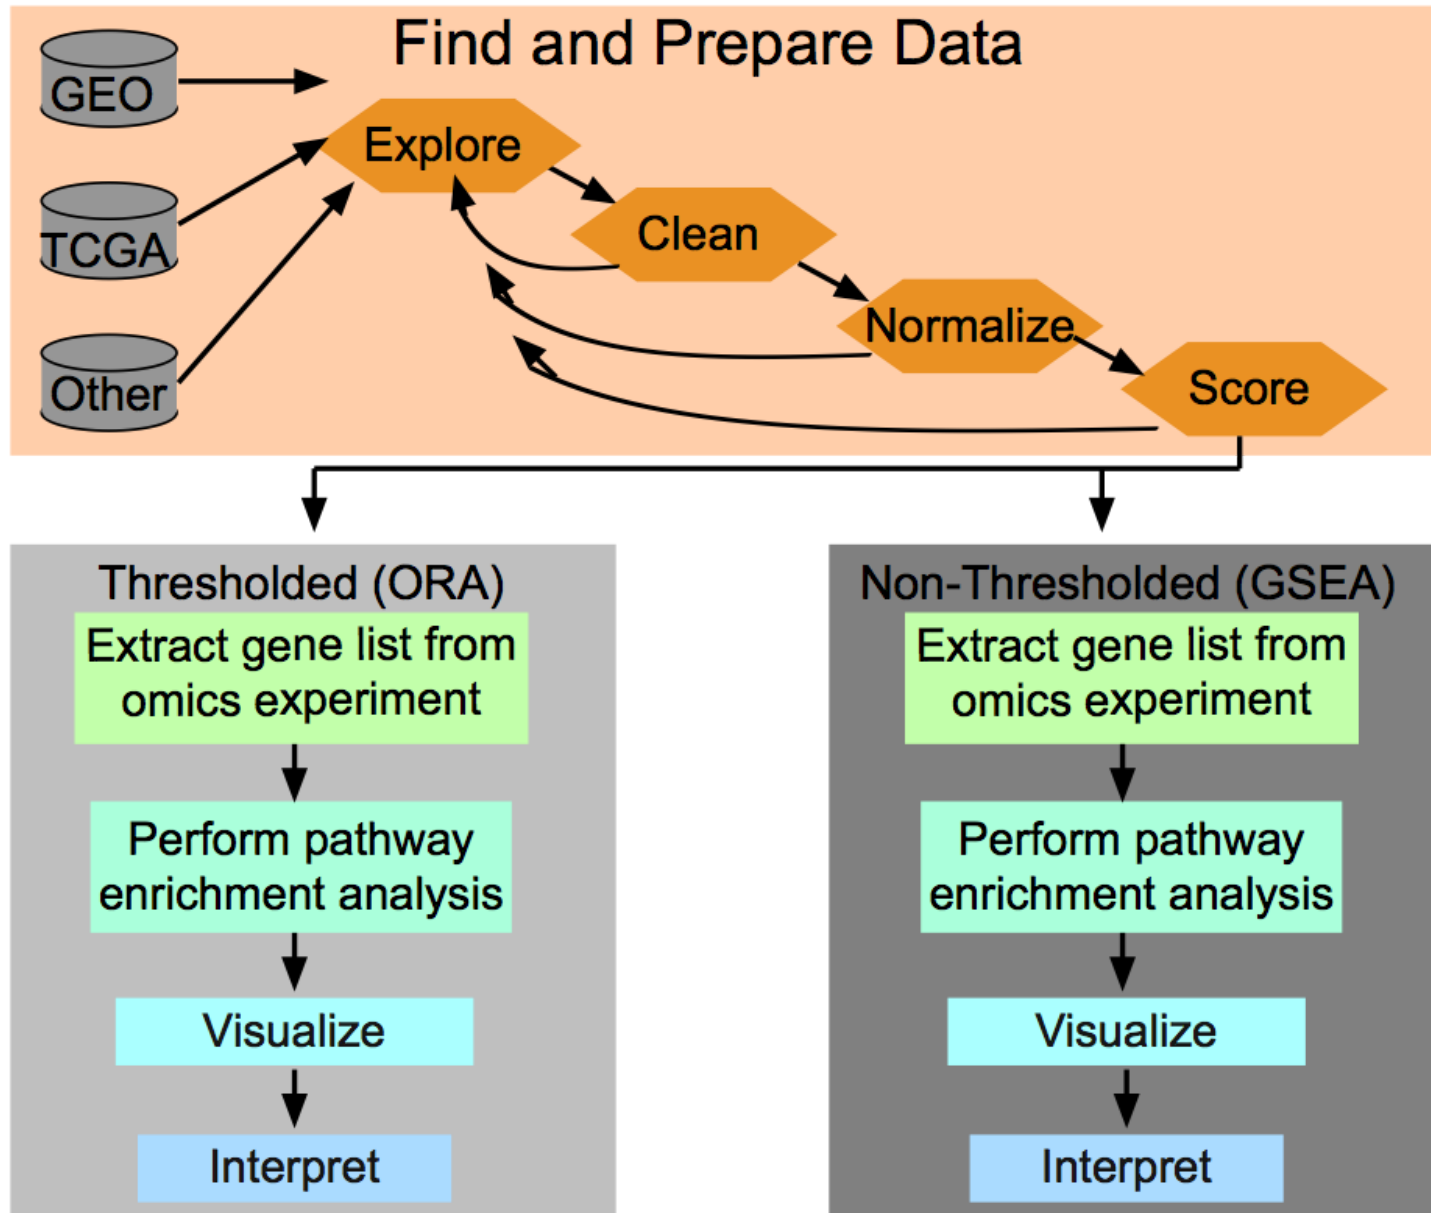 Find and Prepare Data
GEO
TCGA
Other
Explore
Clean
Normalize
Score
Thresholded (ORA)
Extract gene list from
omics experiment
Perform pathway
enrichment analysis
Visualize
Interpret
Non-Thresholded (GSEA)
Extract gene list from
omics experiment
Perform pathway
enrichment analysis
Visualize
Interpret